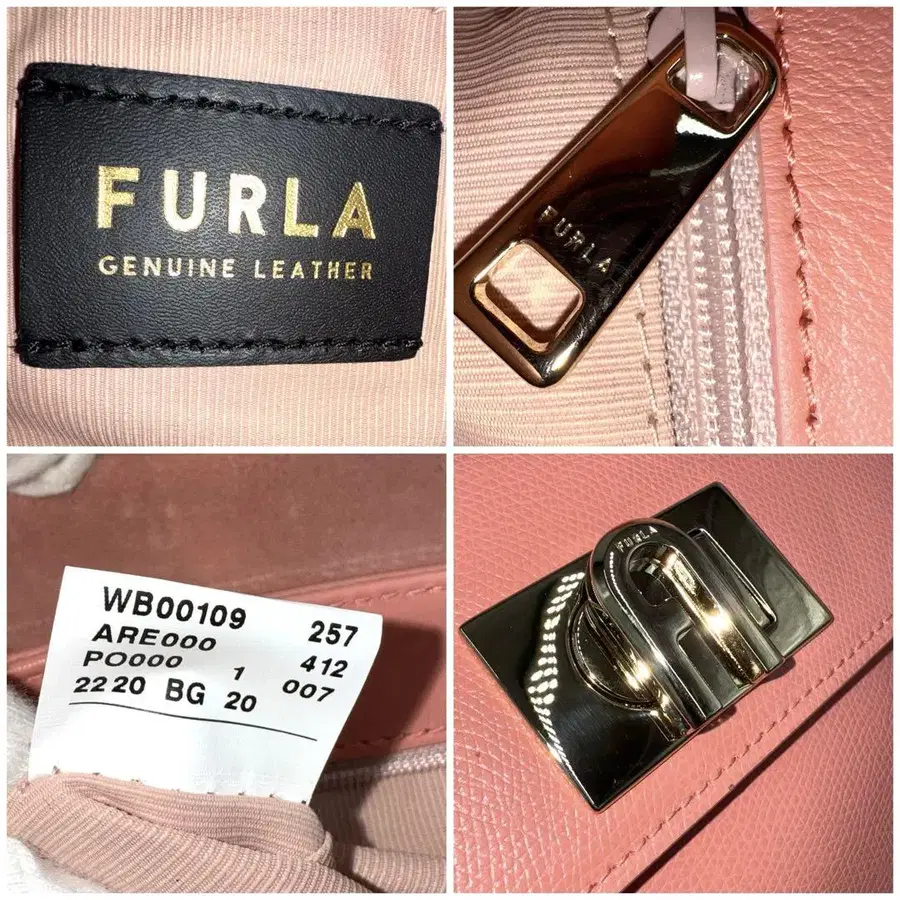 FURLA
GENUINE LEATHER
FURLA
WB00109 257
ARE000 412
PO000 1 007
2220 BG 20
FURLA